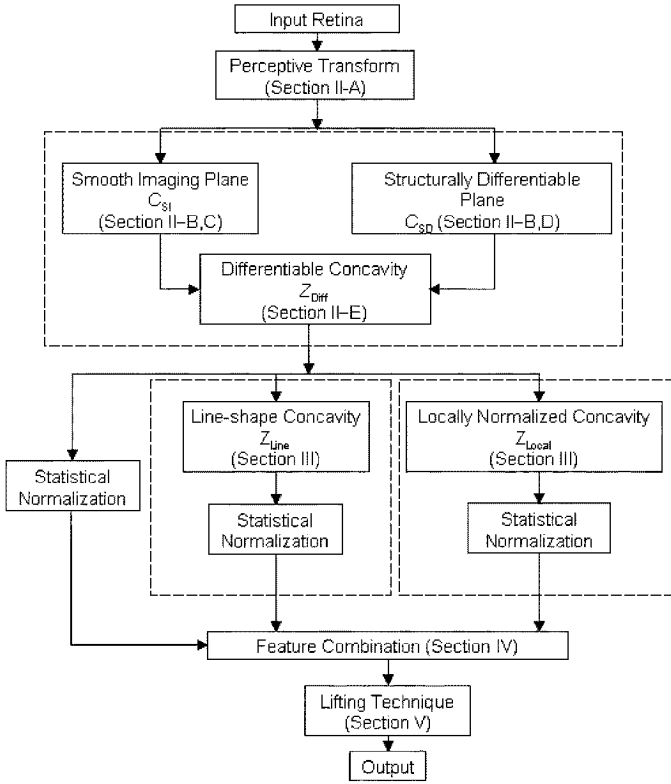 Input Retina
Perceptive Transform
(Section II-A)
Smooth Imaging Plane
C_SI
(Section II–B,C)
Structurally Differentiable
Plane
C_SD (Section II–B,D)
Differentiable Concavity
Z_Diff
(Section II–E)
Line-shape Concavity
Z_Line
(Section III)
Locally Normalized Concavity
Z_Local
(Section III)
Statistical
Normalization
Statistical
Normalization
Statistical
Normalization
Feature Combination (Section IV)
Lifting Technique
(Section V)
Output